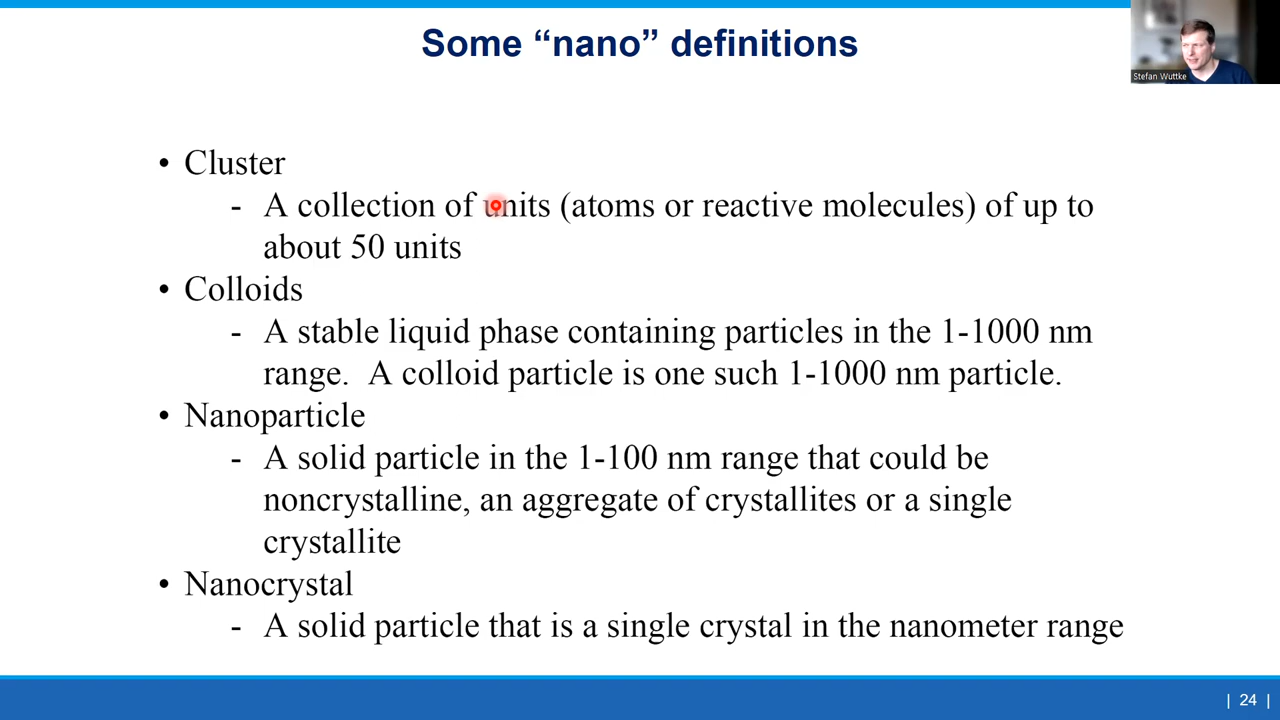 Some “nano” definitions
Stefan Wuttke
• Cluster
- A collection of units (atoms or reactive molecules) of up to
about 50 units
• Colloids
- A stable liquid phase containing particles in the 1-1000 nm
range. A colloid particle is one such 1-1000 nm particle.
• Nanoparticle
- A solid particle in the 1-100 nm range that could be
noncrystalline, an aggregate of crystallites or a single
crystallite
• Nanocrystal
- A solid particle that is a single crystal in the nanometer range
| 24 |